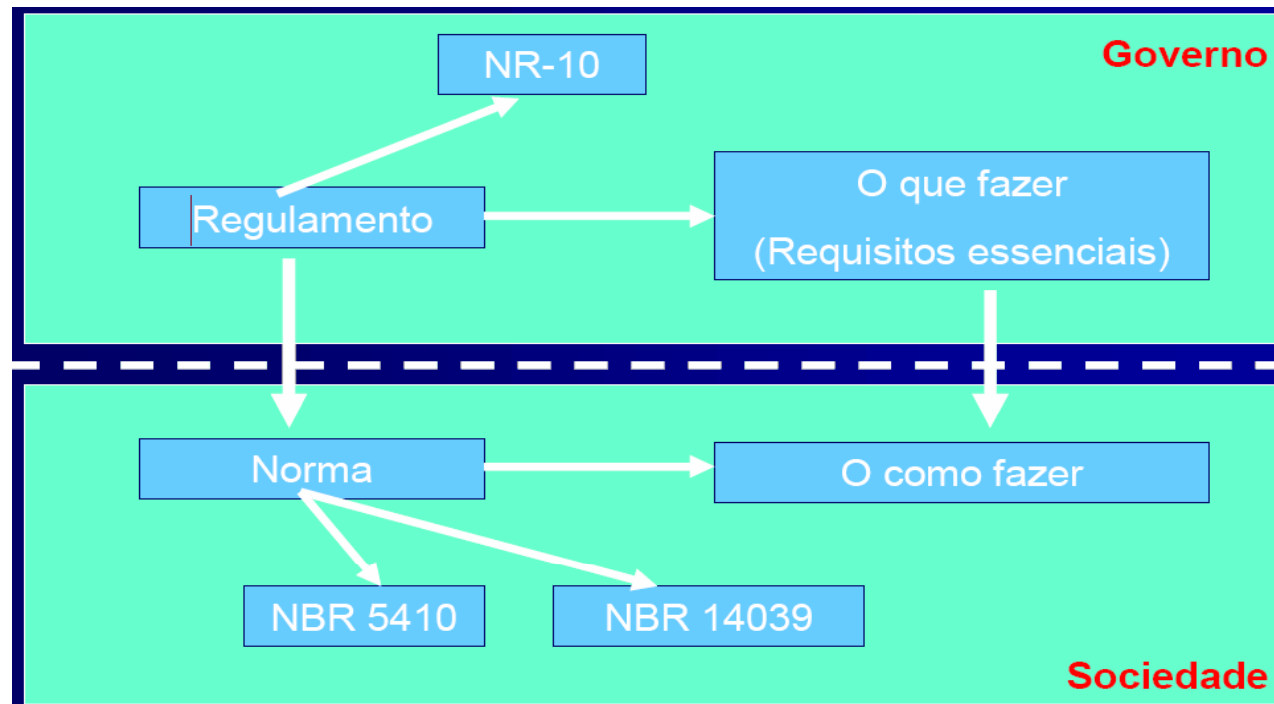 NR-10
Governo
Regulamento
O que fazer
(Requisitos essenciais)
Norma
O como fazer
NBR 5410
NBR 14039
Sociedade